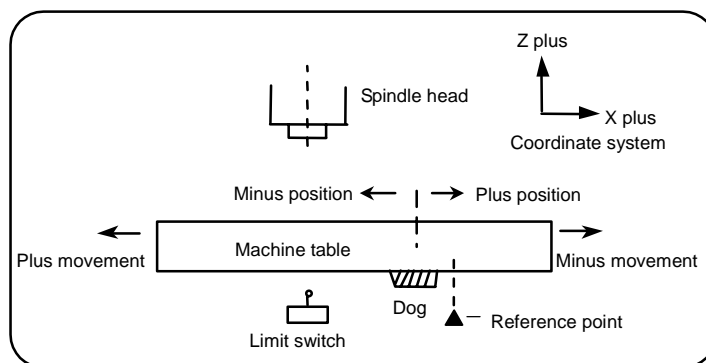 Z plus
Spindle head
X plus
Coordinate system
Minus position
Plus position
Plus movement
Machine table
Minus movement
Dog
Limit switch
Reference point